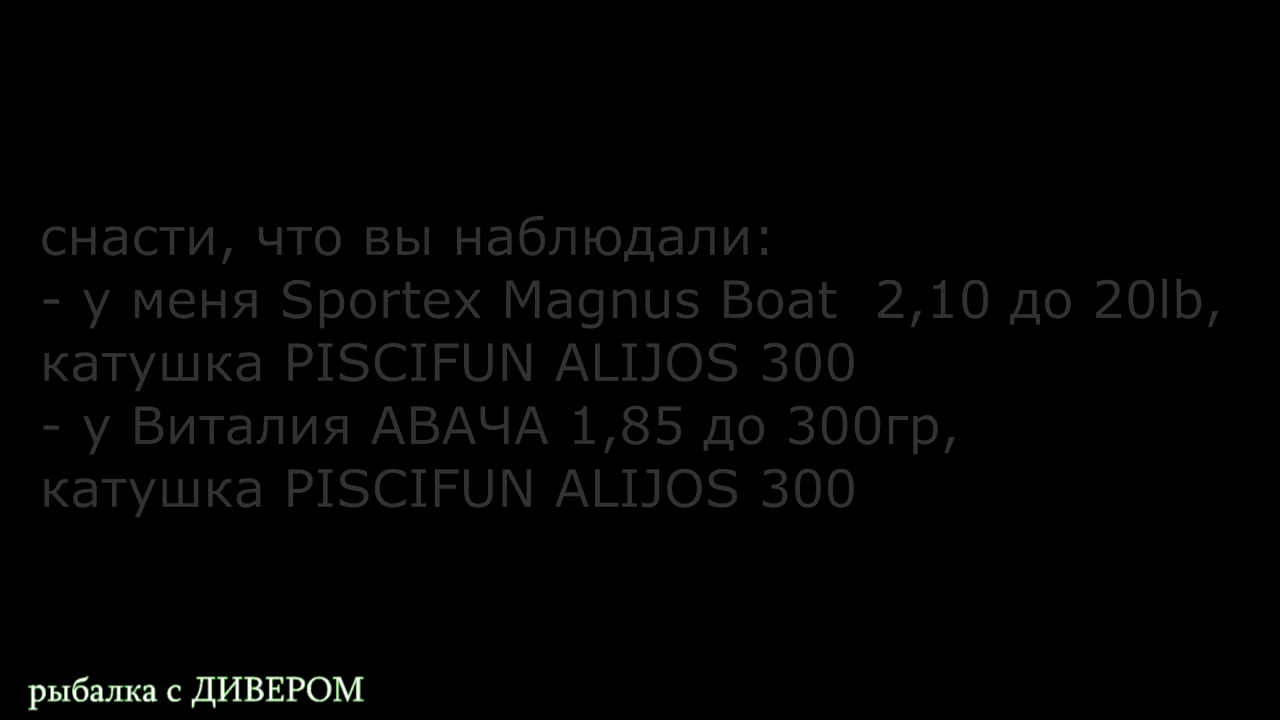 снасти, что вы наблюдали:
- у меня Sportex Magnus Boat 2,10 до 20lb,
катушка PISCIFUN ALIJOS 300
- у Виталия АВАЧА 1,85 до 300гр,
катушка PISCIFUN ALIJOS 300
рыбалка с ДИВЕРОМ